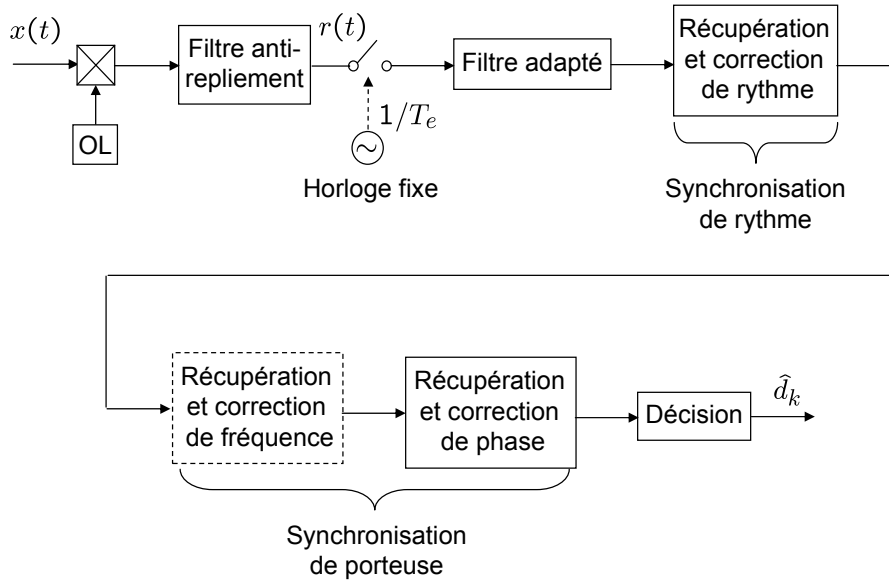 x(t)
OL
Filtre anti-
repliement
r(t)
1/T_e
~
Horloge fixe
Filtre adapté
Récupération
et correction
de rythme
Synchronisation
de rythme
Récupération
et correction
de fréquence
Récupération
et correction
de phase
Synchronisation
de porteuse
Décision
d̂_k